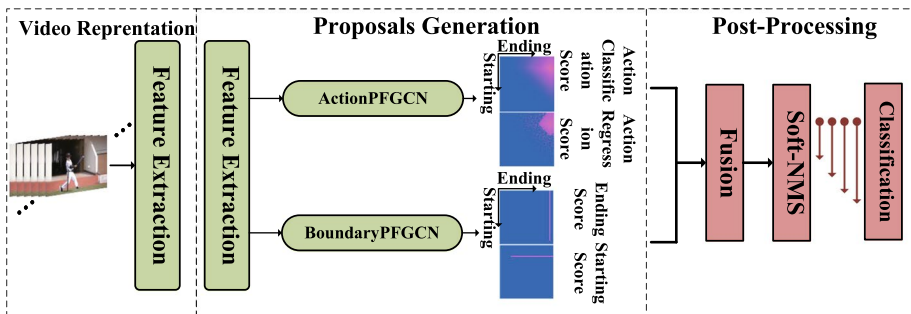 Video Reprentation
Proposals Generation
Post-Processing
Feature Extraction
Feature Extraction
ActionPFGCN
BoundaryPFGCN
Ending
Starting
Action
Classific
ation
Score
Action
Regress
ion
Score
Ending
Starting
Ending
Score
Starting
Score
Fusion
Soft-NMS
Classification